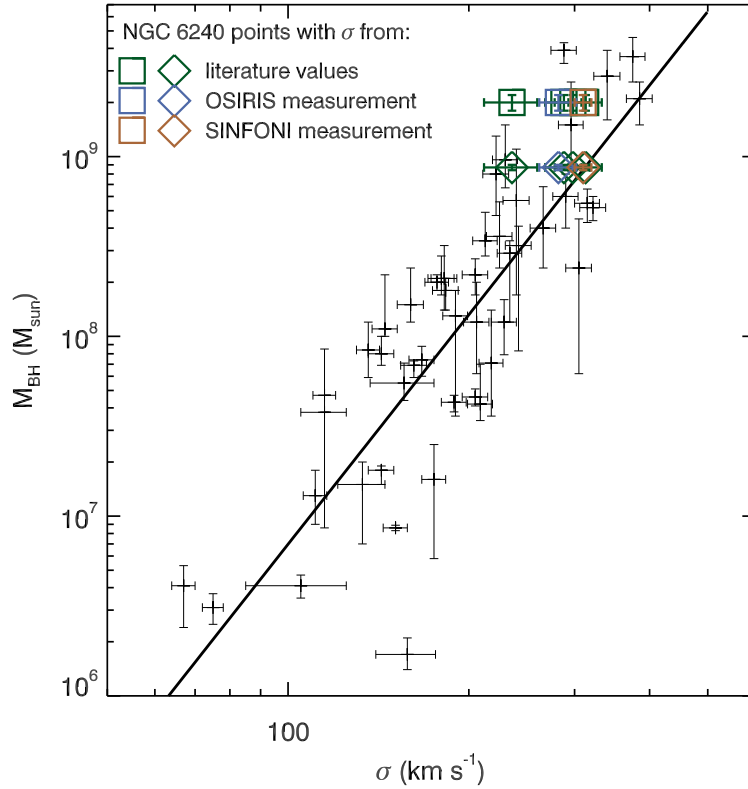 NGC 6240 points with σ from:
literature values
OSIRIS measurement
SINFONI measurement
10⁹
10⁸
10⁷
10⁶
M_BH (M_sun)
100
σ (km s⁻¹)